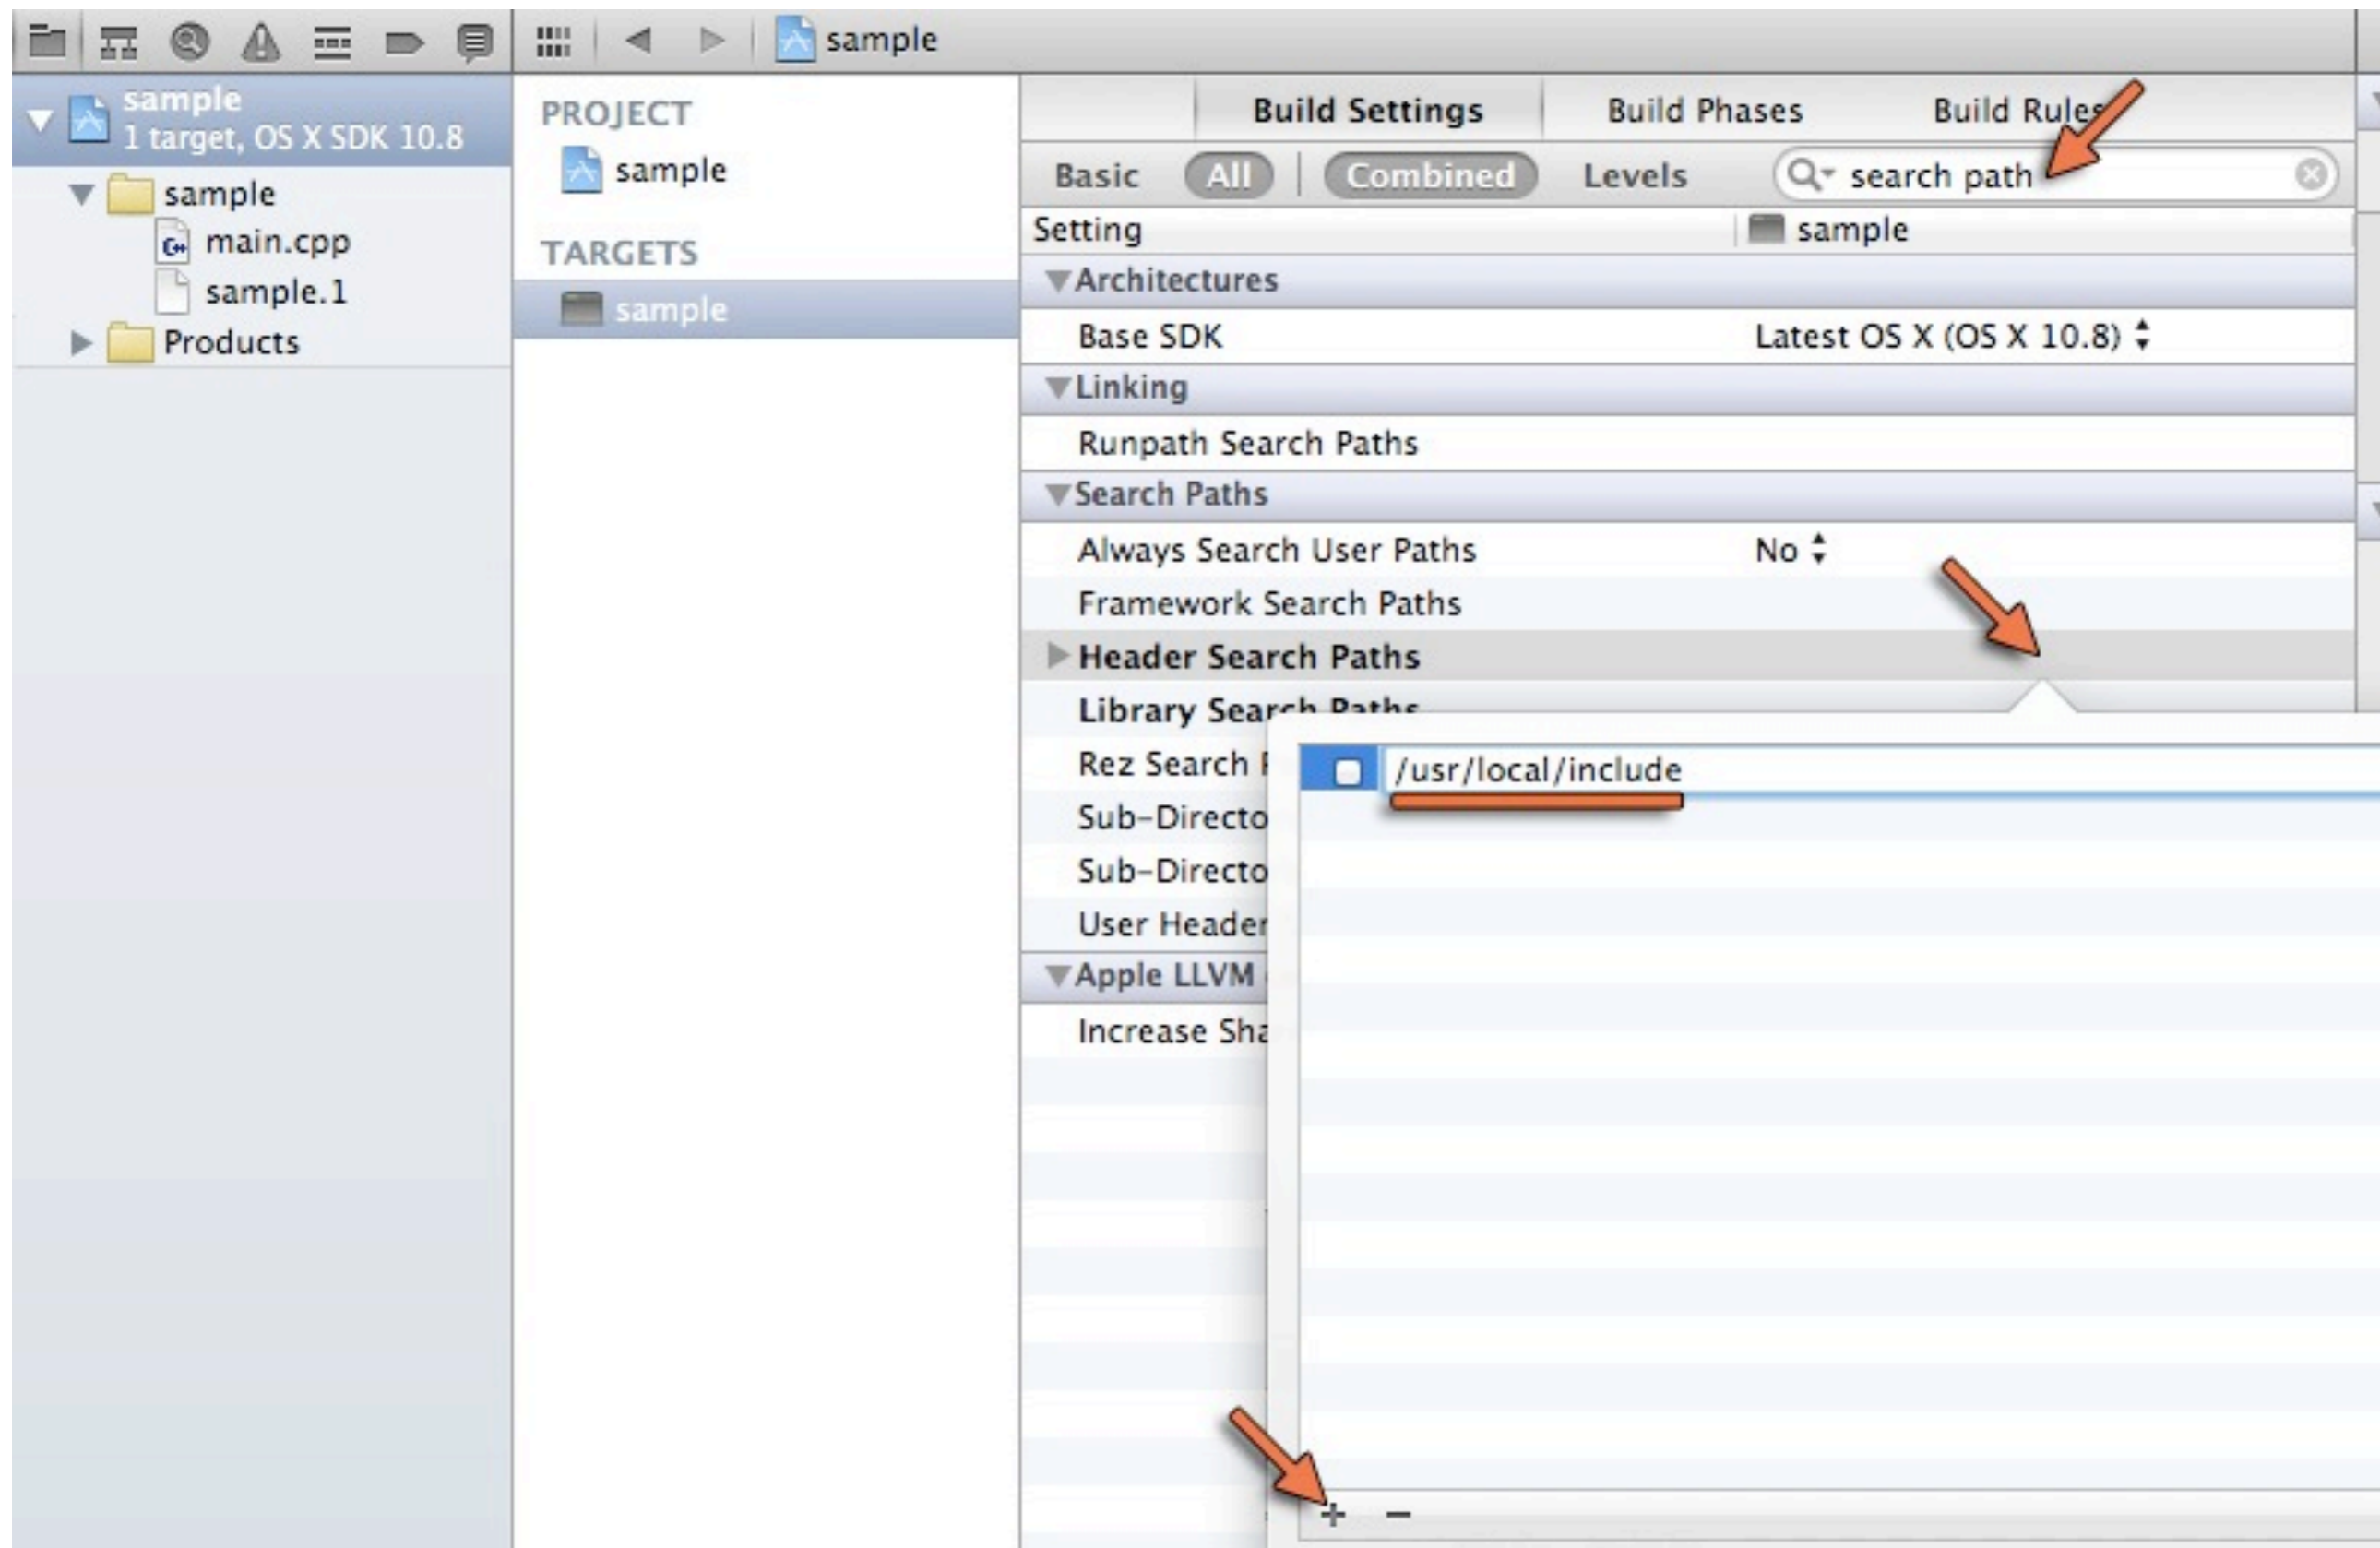 sample
sample
1 target, OS X SDK 10.8
sample
main.cpp
sample.1
Products
PROJECT
sample
TARGETS
sample
Build Settings Build Phases Build Rules
Basic All Combined Levels search path
Setting sample
Architectures
Base SDK Latest OS X (OS X 10.8)
Linking
Runpath Search Paths
Search Paths
Always Search User Paths No
Framework Search Paths
Header Search Paths
Library Search Paths
/usr/local/include
Rez Search
Sub-Directo
Sub-Directo
User Header
Apple LLVM
Increase Sha